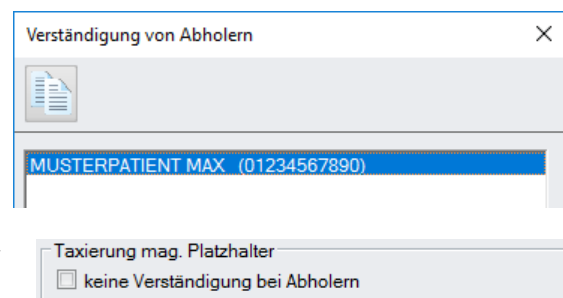 Verständigung von Abholern
MUSTERPATIENT MAX (01234567890)
Taxierung mag. Platzhalter
keine Verständigung bei Abholern